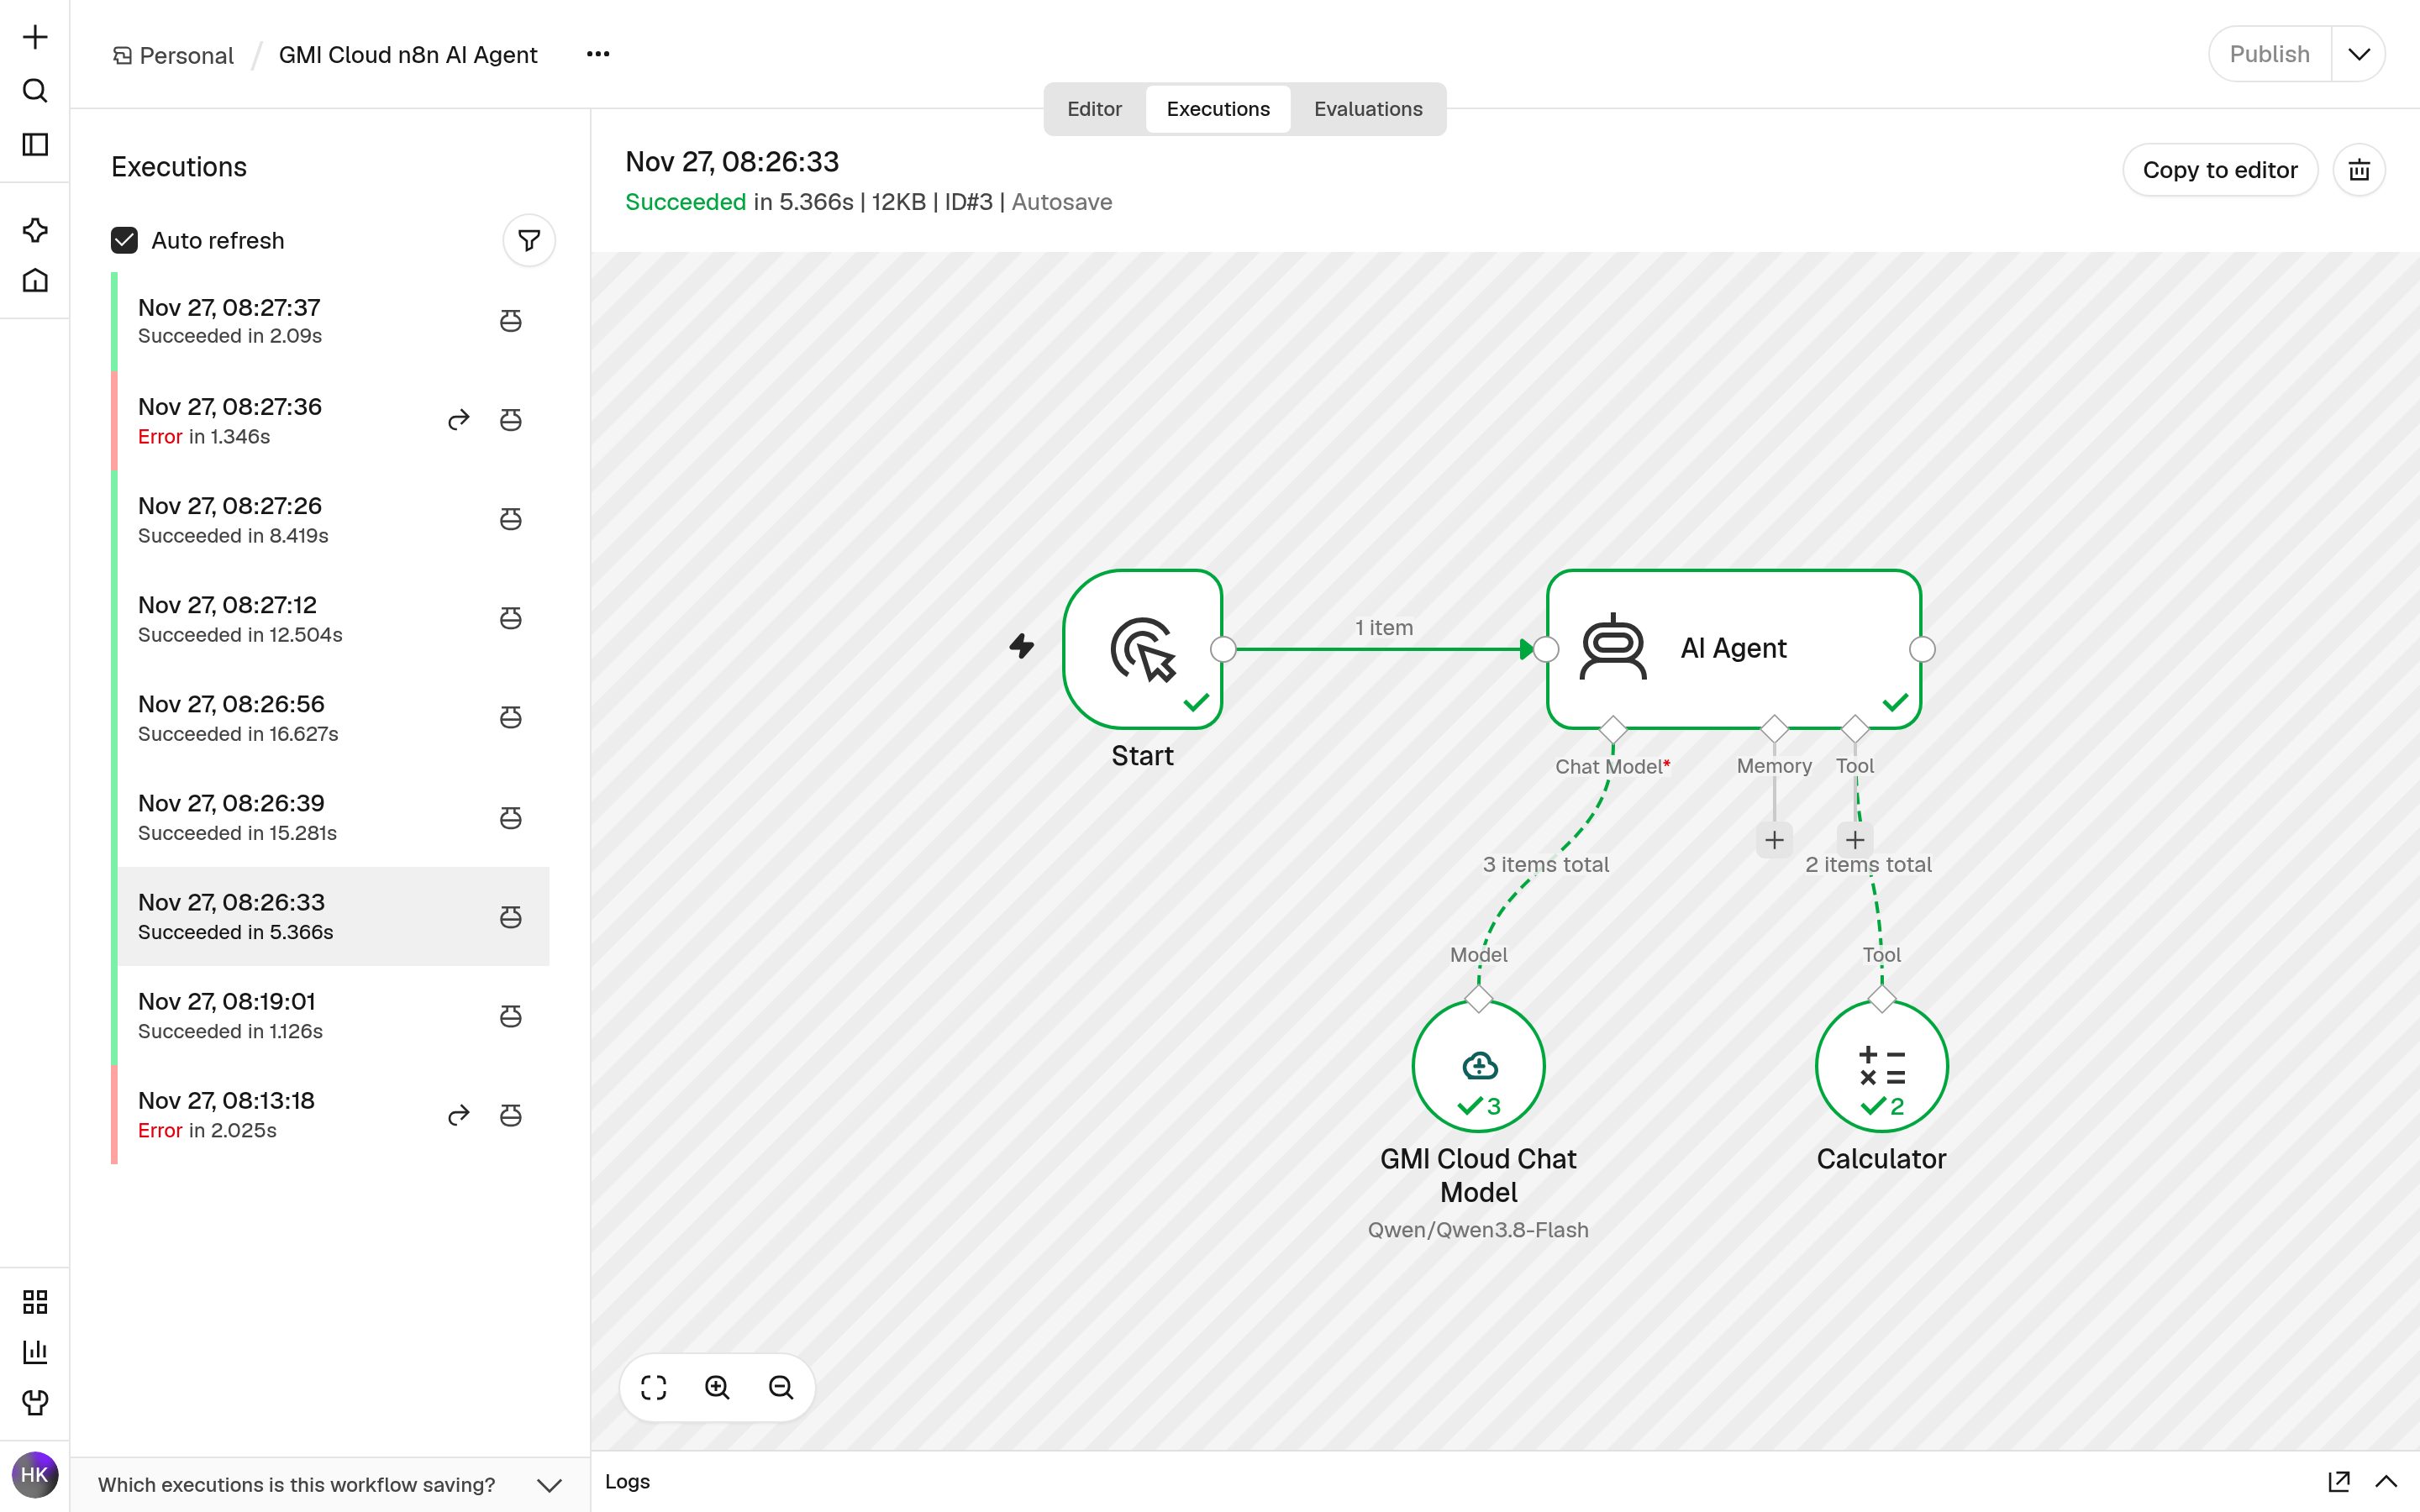 Personal / GMI Cloud n8n AI Agent
Publish
Editor
Executions
Evaluations
Executions
Auto refresh
Nov 27, 08:27:37
Succeeded in 2.09s
Nov 27, 08:27:36
Error in 1.346s
Nov 27, 08:27:26
Succeeded in 8.419s
Nov 27, 08:27:12
Succeeded in 12.504s
Nov 27, 08:26:56
Succeeded in 16.627s
Nov 27, 08:26:39
Succeeded in 15.281s
Nov 27, 08:26:33
Succeeded in 5.366s
Nov 27, 08:19:01
Succeeded in 1.126s
Nov 27, 08:13:18
Error in 2.025s
HK
Which executions is this workflow saving?
Nov 27, 08:26:33
Succeeded in 5.366s | 12KB | ID#3 | Autosave
Copy to editor
1 item
AI Agent
Start
Chat Model*
Memory
Tool
3 items total
2 items total
Model
Tool
3
2
GMI Cloud Chat
Model
Qwen/Qwen3.8-Flash
Calculator
Logs